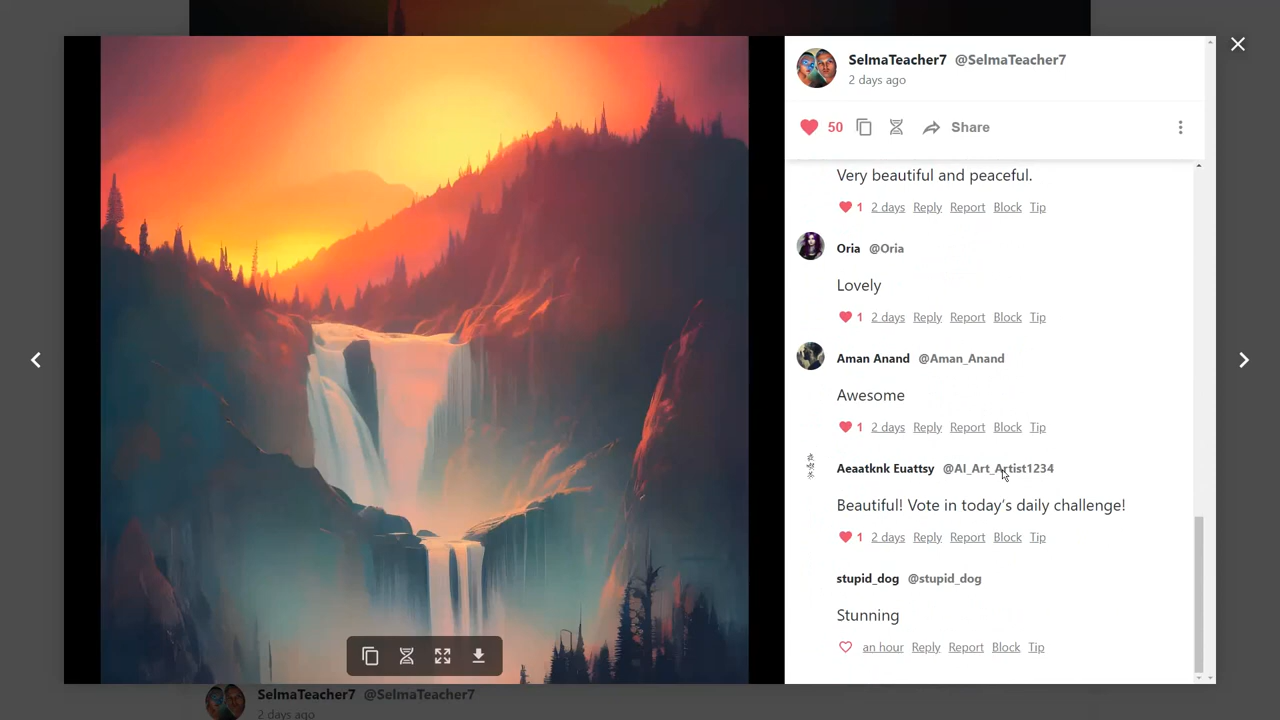 SelmaTeacher7 @SelmaTeacher7
2 days ago
50 Share
Very beautiful and peaceful.
1 2 days Reply Report Block Tip
Oria @Oria
Lovely
1 2 days Reply Report Block Tip
Aman Anand @Aman_Anand
Awesome
1 2 days Reply Report Block Tip
Aeaatknk Euattsy @AI_Art_Artist1234
Beautiful! Vote in today's daily challenge!
1 2 days Reply Report Block Tip
stupid_dog @stupid_dog
Stunning
an hour Reply Report Block Tip
SelmaTeacher7 @SelmaTeacher7
2 days ago